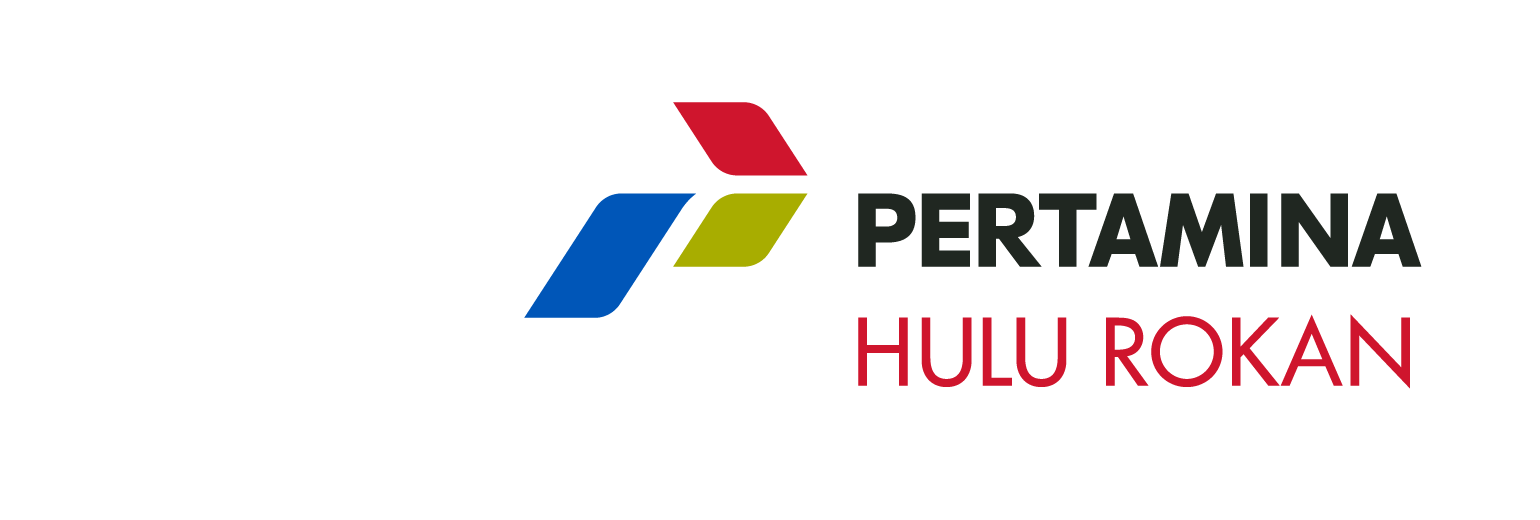 PERTAMINA
HULU ROKAN